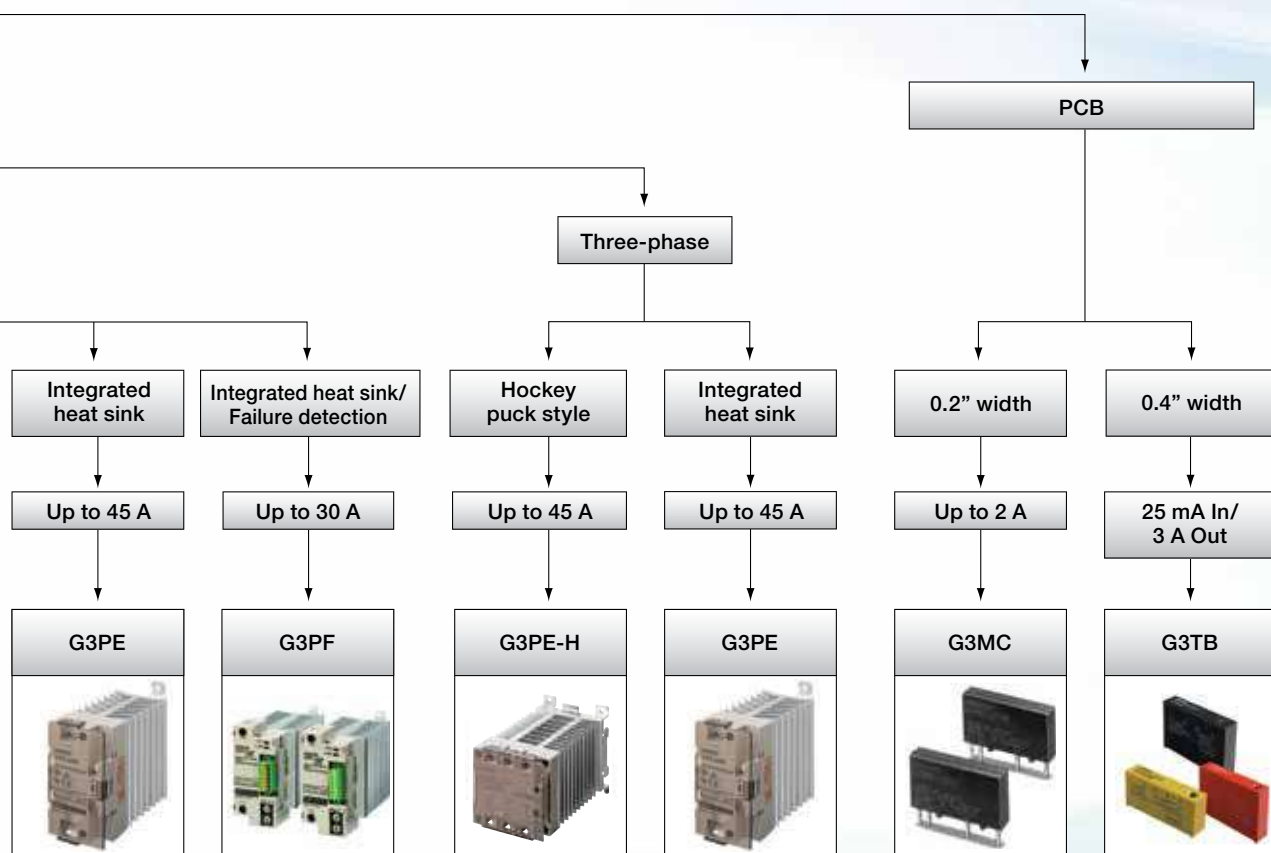 PCB
Three-phase
Integrated
heat sink
Integrated heat sink/
Failure detection
Hockey
puck style
Integrated
heat sink
0.2” width
0.4” width
Up to 45 A
Up to 30 A
Up to 45 A
Up to 45 A
Up to 2 A
25 mA In/
3 A Out
G3PE
G3PF
G3PE-H
G3PE
G3MC
G3TB